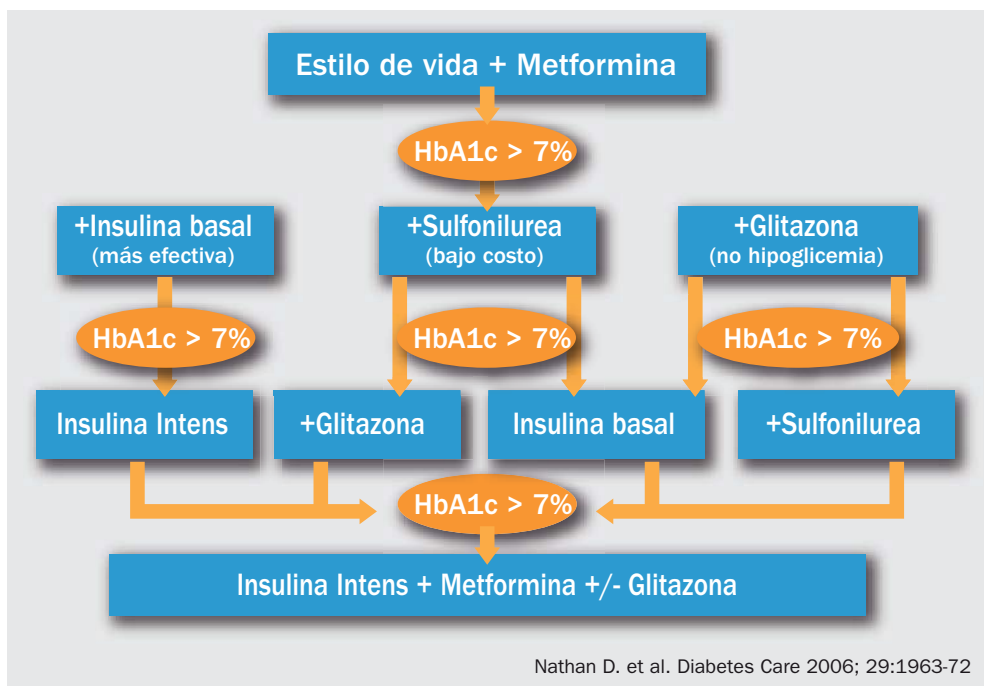 Estilo de vida + Metformina
HbA1c > 7%
+Insulina basal
(más efectiva)
+Sulfonilurea
(bajo costo)
+Glitazona
(no hipoglicemia)
HbA1c > 7%
HbA1c > 7%
HbA1c > 7%
Insulina Intens
+Glitazona
Insulina basal
+Sulfonilurea
HbA1c > 7%
Insulina Intens + Metformina +/- Glitazona
Nathan D. et al. Diabetes Care 2006; 29:1963-72